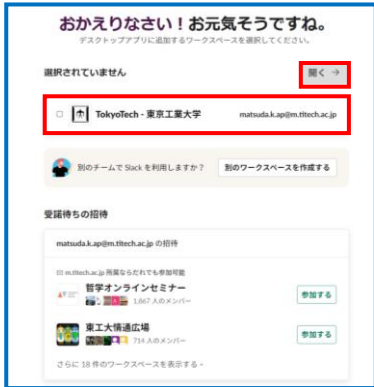 おかえりなさい！お元気そうですね。
デスクトップアプリに追加するワークスペースを選択してください。
選択されていません
開く →
TokyoTech - 東京工業大学 matsuda.k.ap@m.titech.ac.jp
別のチームで Slack を利用しますか？ 別のワークスペースを作成する
受諾待ちの招待
matsuda.k.ap@m.titech.ac.jp の招待
m.titech.ac.jp 所属ならだれでも参加可能
哲学オンラインセミナー
1,667 人のメンバー
参加する
東工大情通広場
714 人のメンバー
参加する
さらに 18 件のワークスペースを表示する